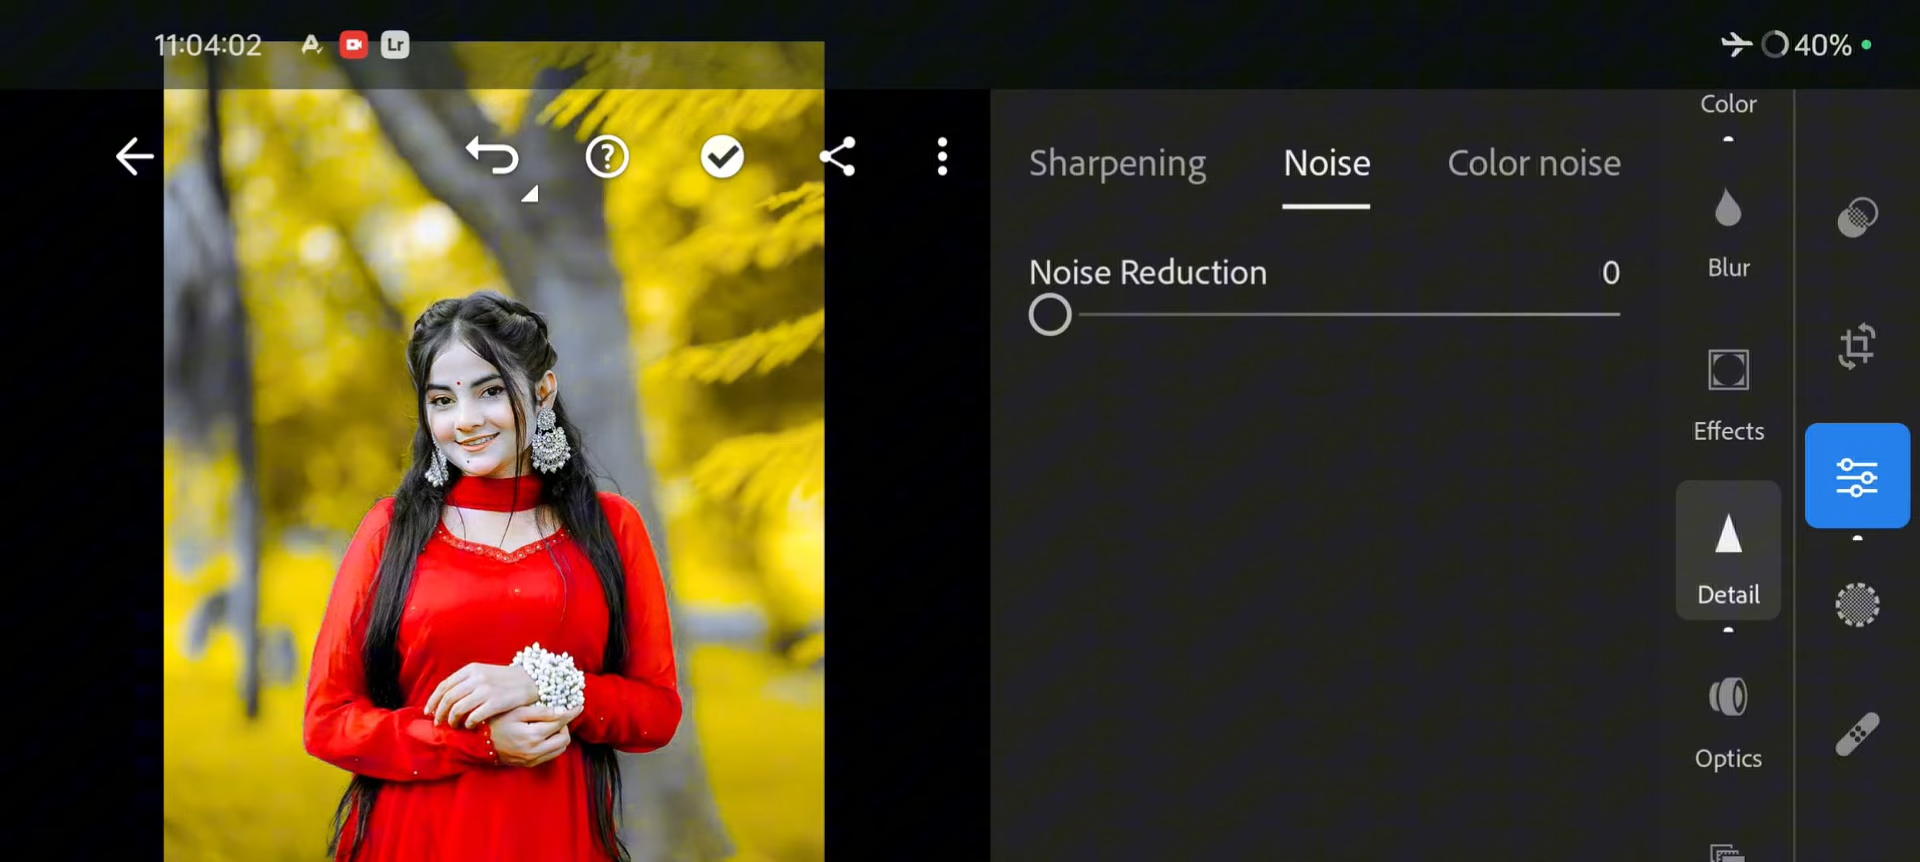 11:04:02
Lr
40%
Color
Sharpening
Noise
Color noise
Noise Reduction
0
Blur
Effects
Detail
Optics